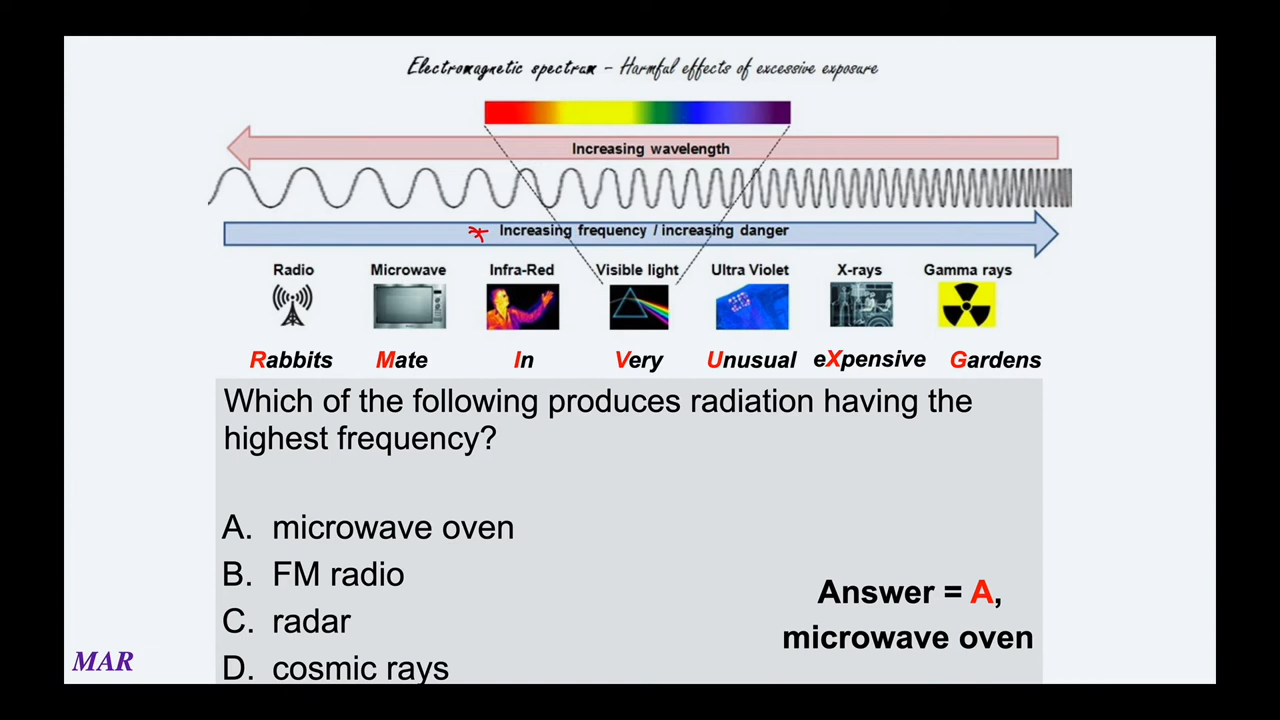 Electromagnetic spectrum – Harmful effects of excessive exposure
Increasing wavelength
* Increasing frequency / increasing danger
Radio Microwave Infra-Red Visible light Ultra Violet X-rays Gamma rays
Rabbits Mate In Very Unusual eXpensive Gardens
Which of the following produces radiation having the
highest frequency?
A. microwave oven
B. FM radio
C. radar
D. cosmic rays
Answer = A,
microwave oven
MAR